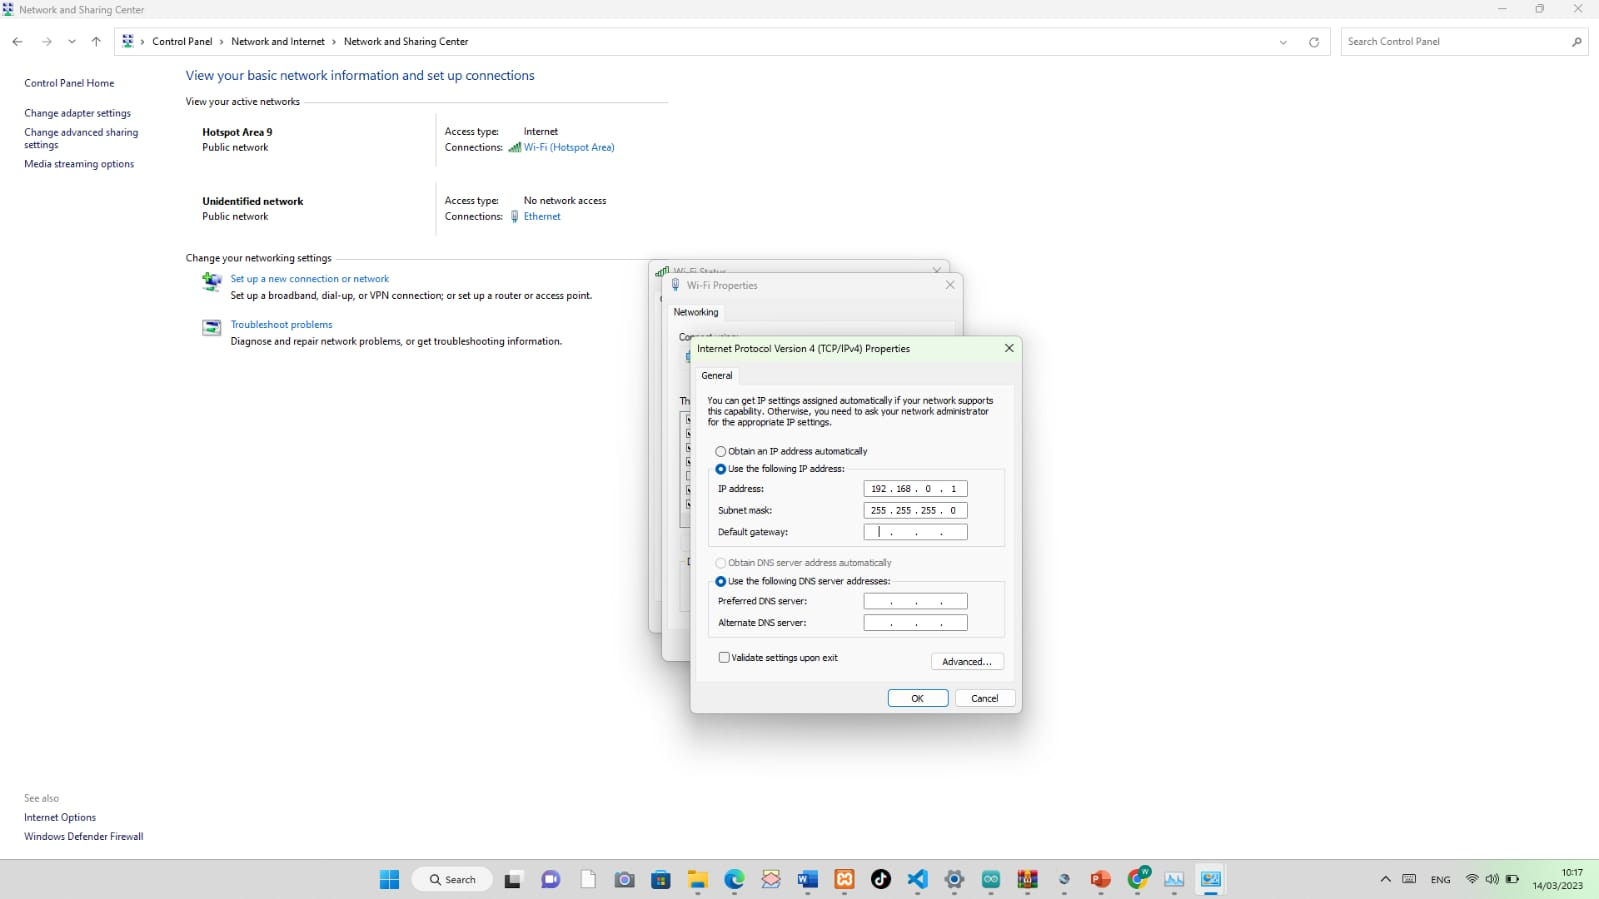 Network and Sharing Center
Control Panel › Network and Internet › Network and Sharing Center
Search Control Panel
Control Panel Home
Change adapter settings
Change advanced sharing
settings
Media streaming options
View your basic network information and set up connections
View your active networks
Hotspot Area 9
Public network
Access type: Internet
Connections: Wi-Fi (Hotspot Area)
Unidentified network
Public network
Access type: No network access
Connections: Ethernet
Change your networking settings
Set up a new connection or network
Set up a broadband, dial-up, or VPN connection; or set up a router or access point.
Troubleshoot problems
Diagnose and repair network problems, or get troubleshooting information.
Wi-Fi Status
Wi-Fi Properties
Networking
Internet Protocol Version 4 (TCP/IPv4) Properties
General
You can get IP settings assigned automatically if your network supports
this capability. Otherwise, you need to ask your network administrator
for the appropriate IP settings.
Obtain an IP address automatically
Use the following IP address:
IP address: 192 . 168 . 0 . 1
Subnet mask: 255 . 255 . 255 . 0
Default gateway: . . .
Obtain DNS server address automatically
Use the following DNS server addresses:
Preferred DNS server: . . .
Alternate DNS server: . . .
Validate settings upon exit
Advanced...
OK
Cancel
See also
Internet Options
Windows Defender Firewall
Search
ENG
10:17
14/03/2023